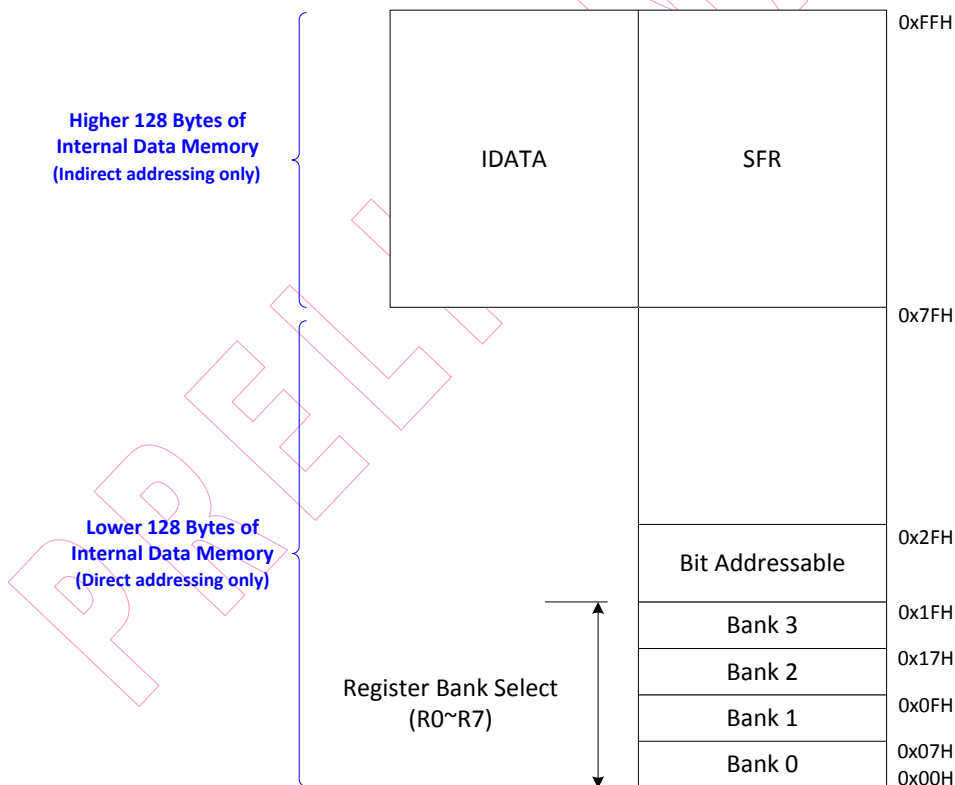 0xFFH
Higher 128 Bytes of
Internal Data Memory
(Indirect addressing only)
IDATA
SFR
0x7FH
Lower 128 Bytes of
Internal Data Memory
(Direct addressing only)
0x2FH
Bit Addressable
0x1FH
Bank 3
0x17H
Bank 2
Register Bank Select
(R0~R7)
0x0FH
Bank 1
0x07H
Bank 0
0x00H
PRELI